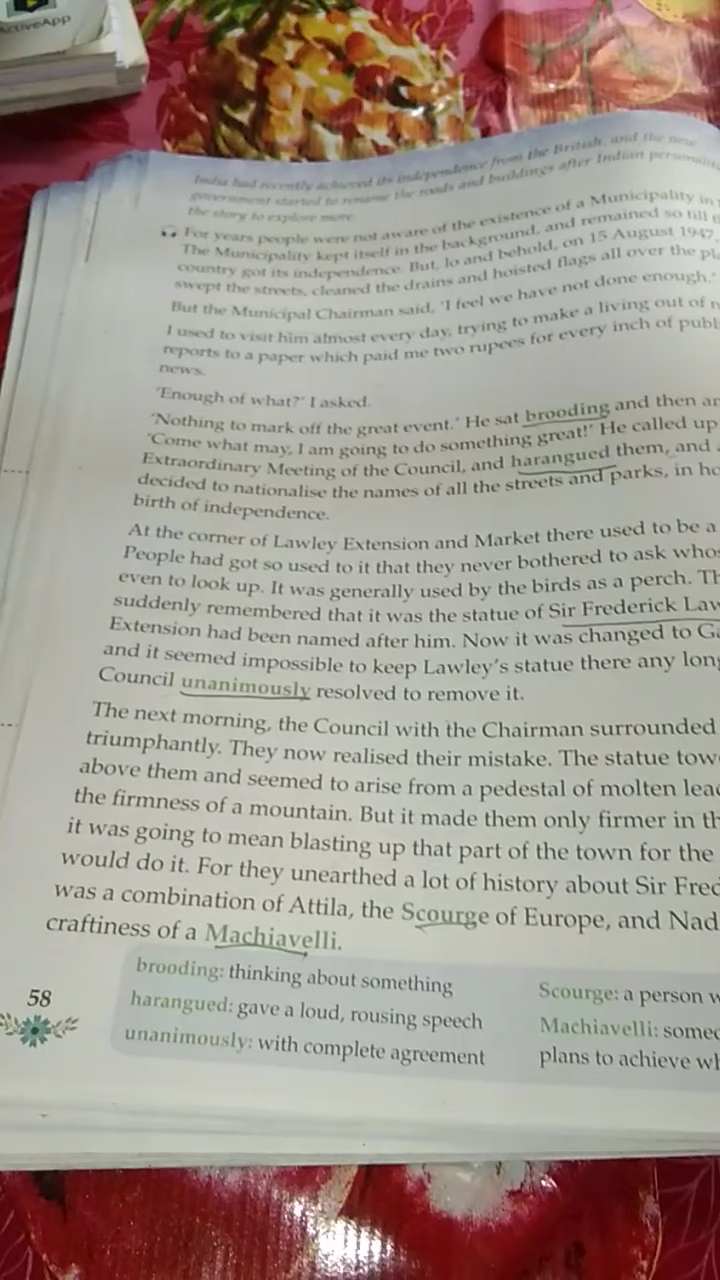 ActiveApp
India had recently achieved its independence from the British, and the new
government started to rename the roads and buildings after Indian
the story to explore more.
For years people were not aware of the existence of a Municipality in
The Municipality kept itself in the background, and remained so till
country got its independence. But, lo and behold, on 15 August 1947,
swept the streets, cleaned the drains and hoisted flags all over the
But the Municipal Chairman said, 'I feel we have not done enough.'
I used to visit him almost every day, trying to make a living out of
reports to a paper which paid me two rupees for every inch of
news.
'Enough of what?' I asked.
'Nothing to mark off the great event.' He sat brooding and then
'Come what may, I am going to do something great!' He called up
Extraordinary Meeting of the Council, and harangued them, and
decided to nationalise the names of all the streets and parks, in
birth of independence.
At the corner of Lawley Extension and Market there used to be a
People had got so used to it that they never bothered to ask
even to look up. It was generally used by the birds as a perch.
suddenly remembered that it was the statue of Sir Frederick
Extension had been named after him. Now it was changed to
and it seemed impossible to keep Lawley's statue there any
Council unanimously resolved to remove it.
The next morning, the Council with the Chairman surrounded
triumphantly. They now realised their mistake. The statue
above them and seemed to arise from a pedestal of molten
the firmness of a mountain. But it made them only firmer in
it was going to mean blasting up that part of the town for the
would do it. For they unearthed a lot of history about Sir
was a combination of Attila, the Scourge of Europe, and
craftiness of a Machiavelli.
brooding: thinking about something
harangued: gave a loud, rousing speech
unanimously: with complete agreement
Scourge: a person
Machiavelli:
plans to achieve
58